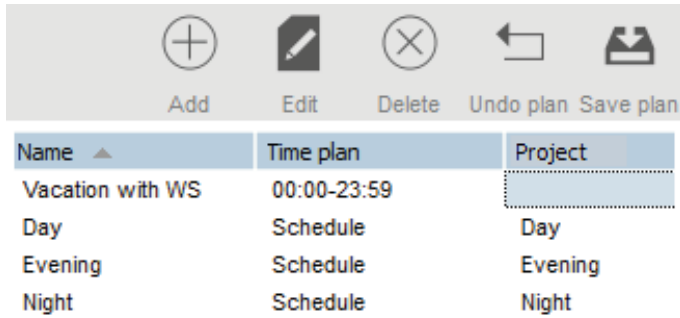 Add Edit Delete Undo plan Save plan
Name Time plan Project
Vacation with WS 00:00-23:59
Day Schedule Day
Evening Schedule Evening
Night Schedule Night